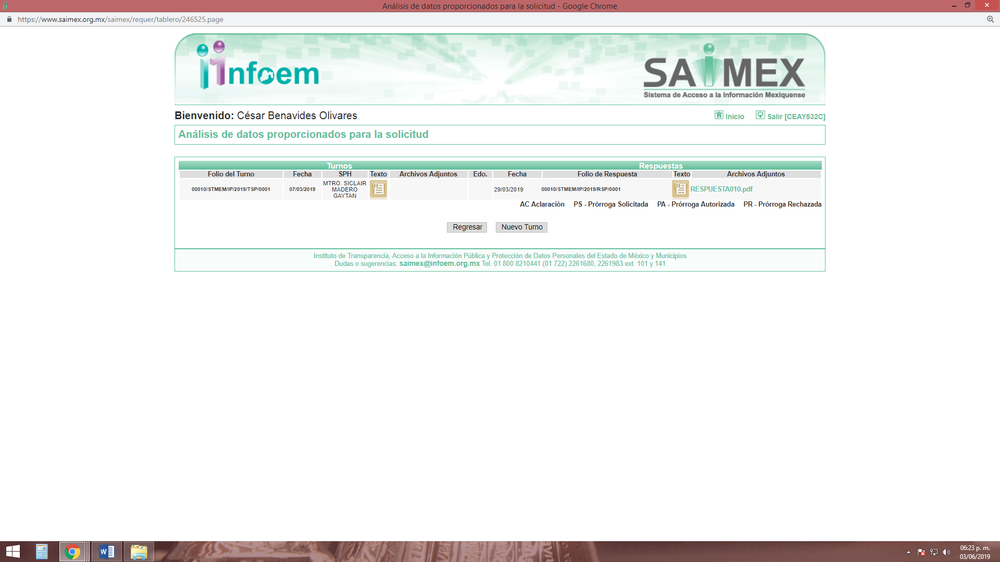 Análisis de datos proporcionados para la solicitud - Google Chrome
https://www.saimex.org.mx/saimex/requer/tablero/246525.page
infoem
SAIMEX
Sistema de Acceso a la Información Mexiquense
Bienvenido: César Benavides Olivares
Inicio
Salir [CEAY532C]
Análisis de datos proporcionados para la solicitud
Turnos
Respuestas
Folio del Turno
Fecha
SPH
Texto
Archivos Adjuntos
Edo.
Fecha
Folio de Respuesta
Texto
Archivos Adjuntos
00010/STMEM/IP/2019/TSP/0001
07/03/2019
MTRO. SICLAIR
MADERO
GAYTAN
29/03/2019
00010/STMEM/IP/2019/RSP/0001
RESPUESTA010.pdf
AC Aclaración
PS - Prórroga Solicitada
PA - Prórroga Autorizada
PR - Prórroga Rechazada
Regresar
Nuevo Turno
Instituto de Transparencia, Acceso a la Información Pública y Protección de Datos Personales del Estado de México y Municipios
Dudas o sugerencias: saimex@infoem.org.mx Tel. 01 800 8210441 (01 722) 2261680, 2261983 ext. 101 y 141
06:23 p. m.
03/06/2019